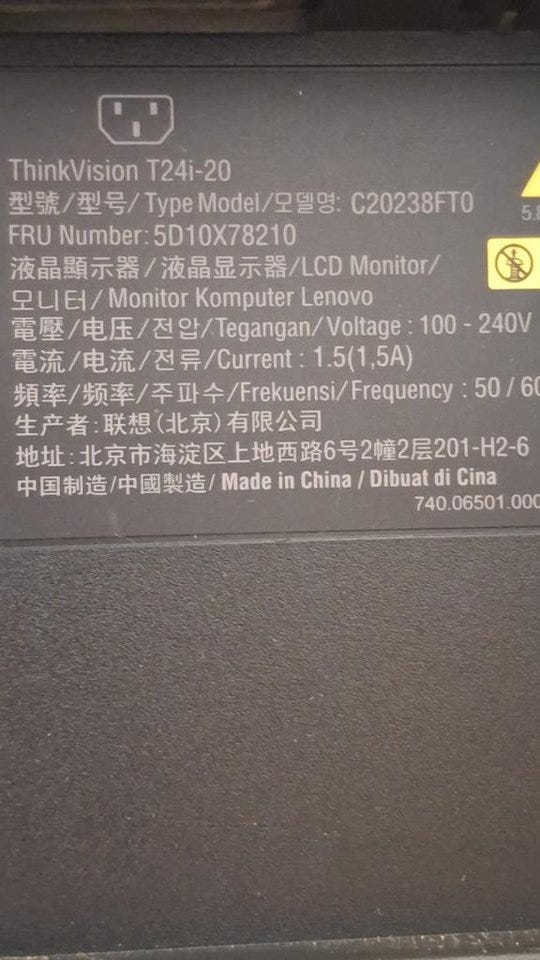 ThinkVision T24i-20
型號/型号/Type Model/모델명: C20238FT0
FRU Number: 5D10X78210
液晶顯示器/液晶显示器/LCD Monitor/
모니터/Monitor Komputer Lenovo
電壓/电压/전압/Tegangan/Voltage : 100 - 240V
電流/电流/전류/Current : 1.5(1,5A)
頻率/频率/주파수/Frekuensi/Frequency : 50 / 60
生产者:联想(北京)有限公司
地址:北京市海淀区上地西路6号2幢2层201-H2-6
中国制造/中國製造/Made in China / Dibuat di Cina
740.06501.000
5.8